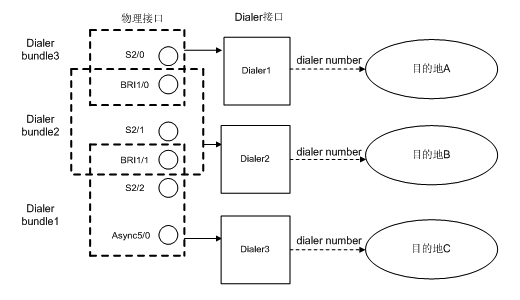 物理接口
Dialer接口
Dialer
bundle3
S2/0
Dialer1
dialer number
目的地A
BRI1/0
Dialer
bundle2
S2/1
BRI1/1
Dialer2
dialer number
目的地B
S2/2
Dialer
bundle1
Async5/0
Dialer3
dialer number
目的地C